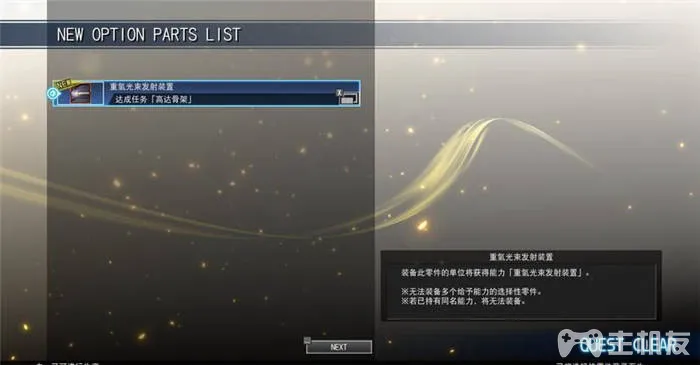 NEW OPTION PARTS LIST
NEW
重氫光束发射装置
达成任务「高达骨架」
重氫光束发射装置
装备此零件的单位将获得能力「重氫光束发射装置」。
※无法装备多个给予能力的选择性零件。
※若已持有同名能力、将无法装备。
NEXT
QUEST CLEAR
主机友